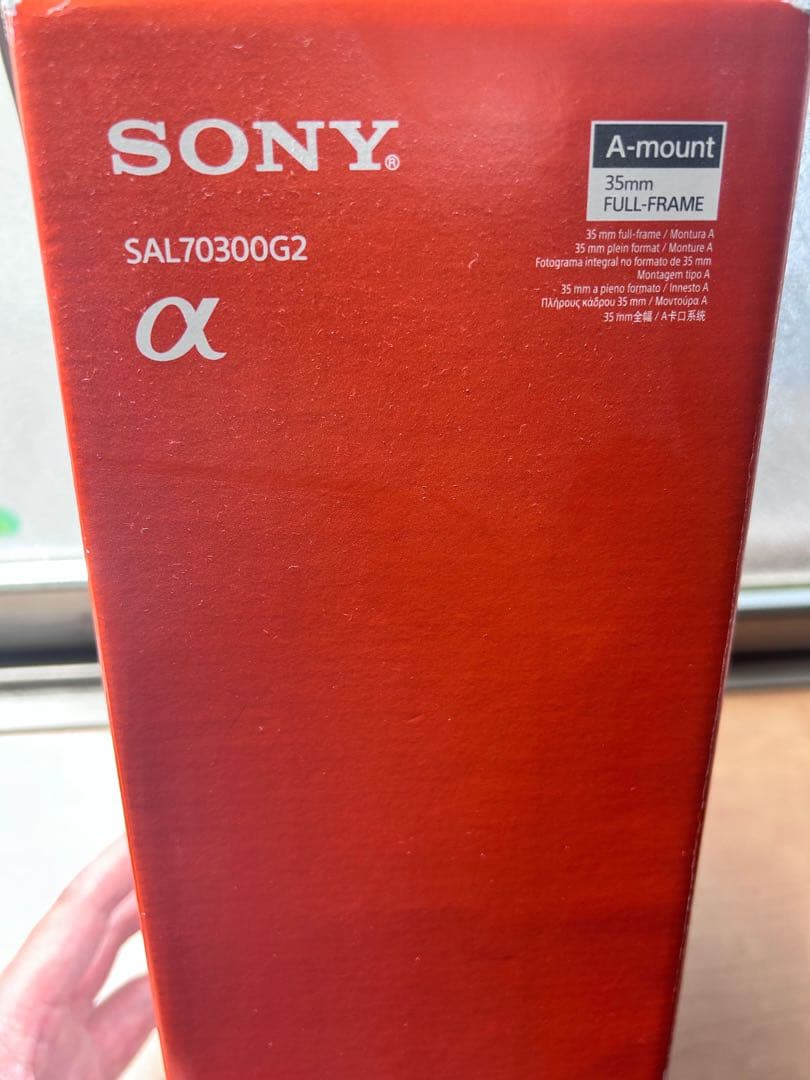 SONY®
SAL70300G2
α
A-mount
35mm
FULL-FRAME
35 mm full-frame / Montura A
35 mm plein format / Monture A
Fotograma integral no formato de 35 mm
Montagem tipo A
35 mm a pieno formato / Innesto A
Πλήρους κάδρου 35 mm / Μοντούρα A
35 mm全幅 / A卡口系统